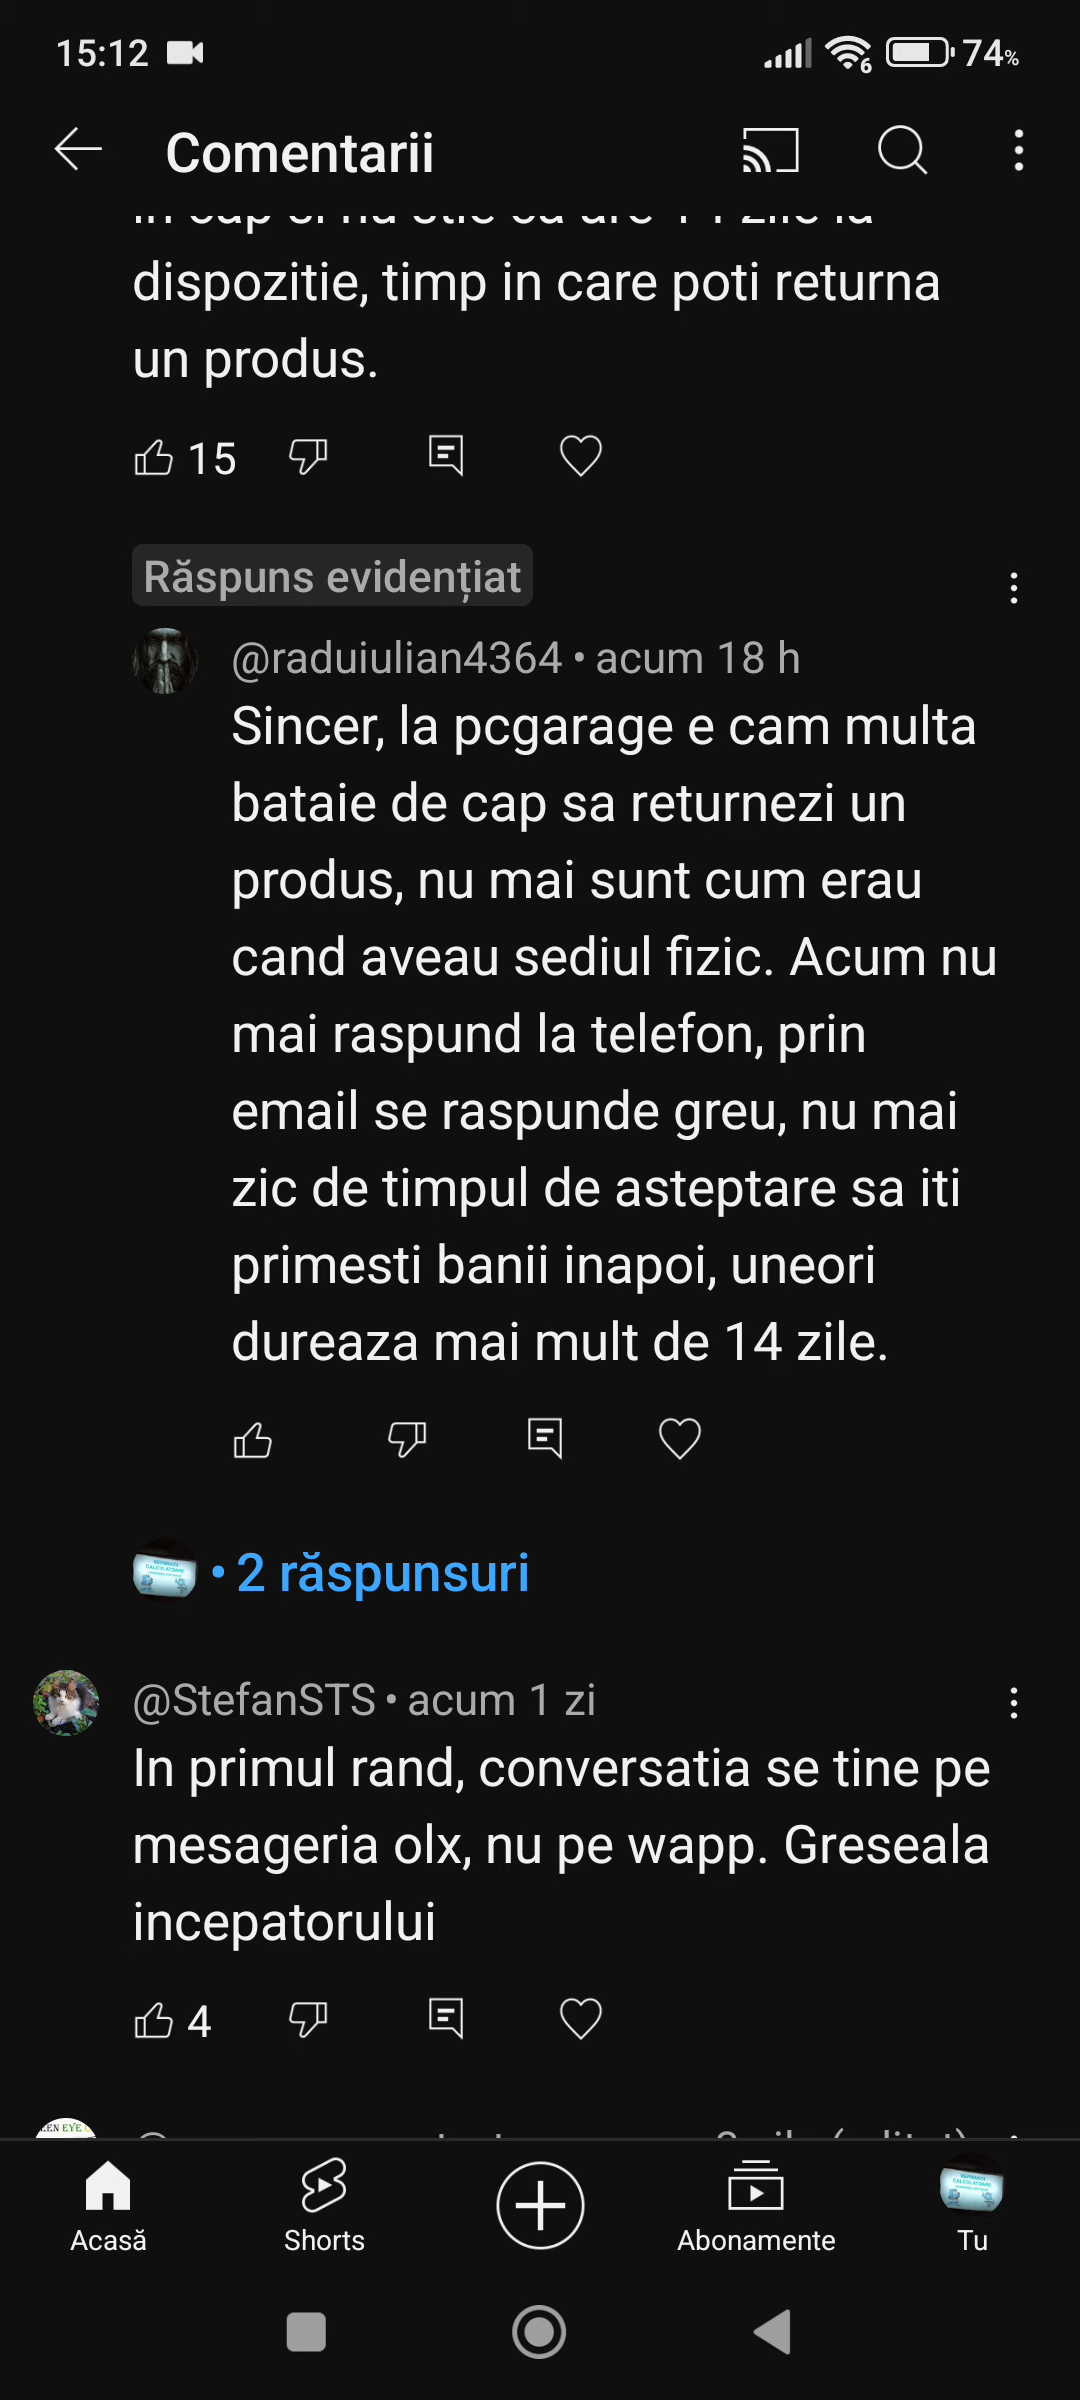 15:12
6
74%
Comentarii
dispozitie, timp in care poti returna
un produs.
15
Răspuns evidențiat
@raduiulian4364 • acum 18 h
Sincer, la pcgarage e cam multa
bataie de cap sa returnezi un
produs, nu mai sunt cum erau
cand aveau sediul fizic. Acum nu
mai raspund la telefon, prin
email se raspunde greu, nu mai
zic de timpul de asteptare sa iti
primesti banii inapoi, uneori
dureaza mai mult de 14 zile.
• 2 răspunsuri
@StefanSTS • acum 1 zi
In primul rand, conversatia se tine pe
mesageria olx, nu pe wapp. Greseala
incepatorului
4
Acasă
Shorts
Abonamente
Tu